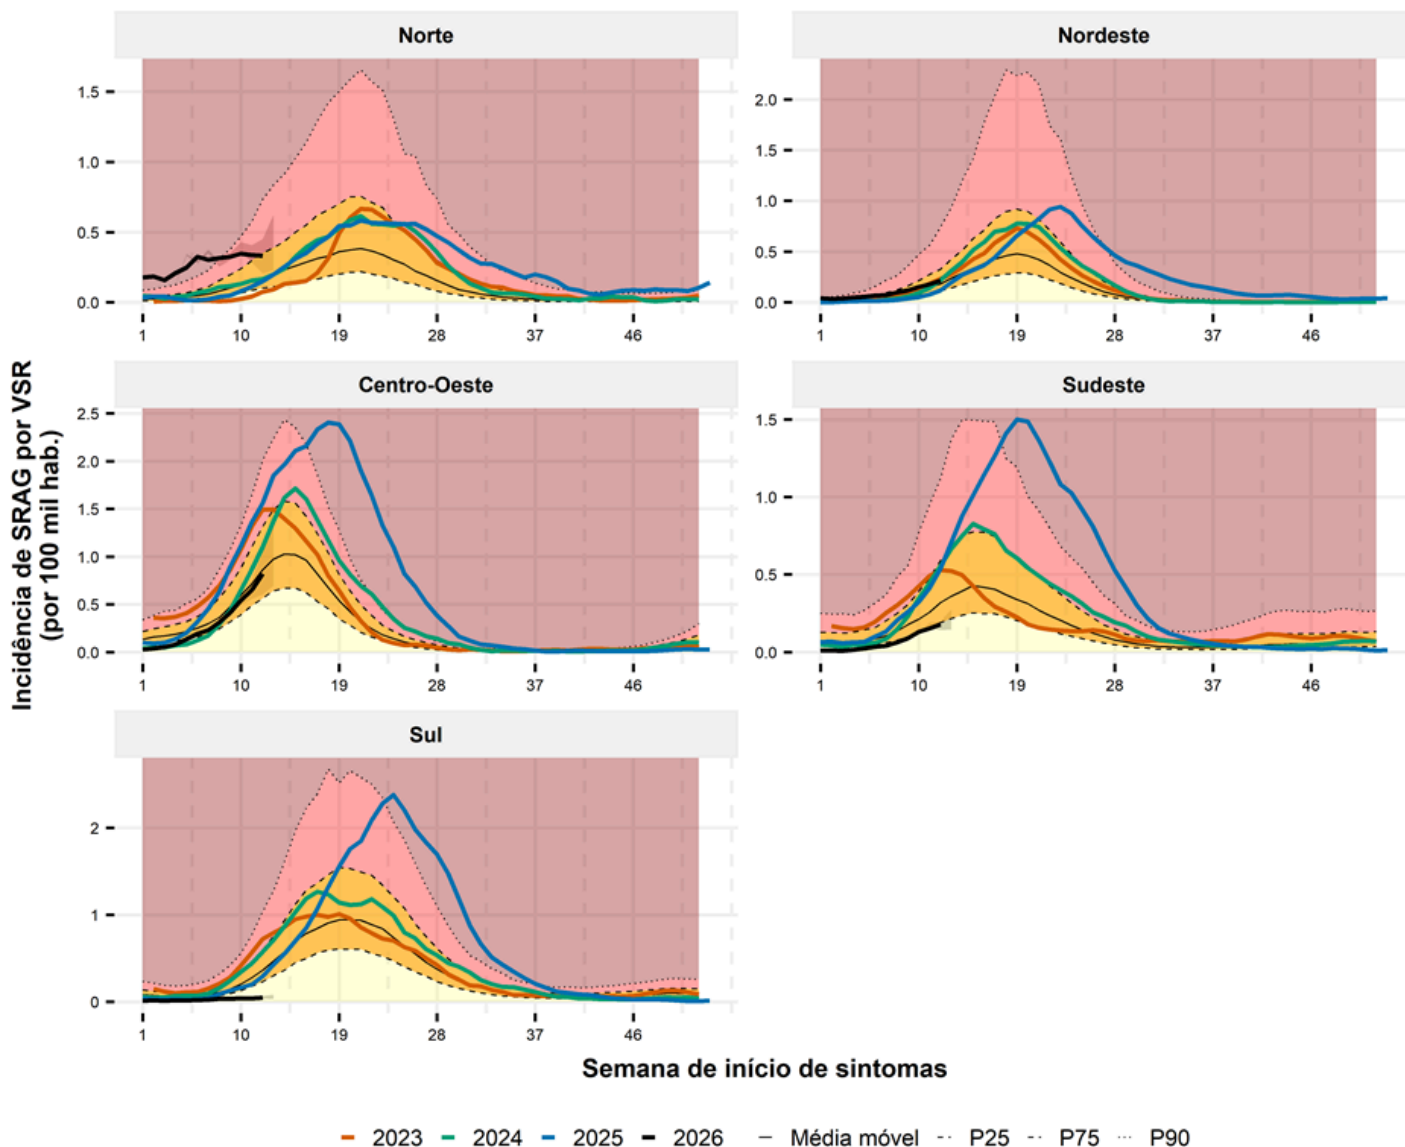 Norte
Nordeste
1.5
1.0
0.5
0.0
1 10 19 28 37 46
2.0
1.5
1.0
0.5
0.0
1 10 19 28 37 46
Centro-Oeste
Sudeste
2.5
2.0
1.5
1.0
0.5
0.0
1 10 19 28 37 46
1.5
1.0
0.5
0.0
1 10 19 28 37 46
Incidência de SRAG por VSR
(por 100 mil hab.)
Sul
2
1
0
1 10 19 28 37 46
Semana de início de sintomas
2023 2024 2025 2026 Média móvel P25 P75 P90